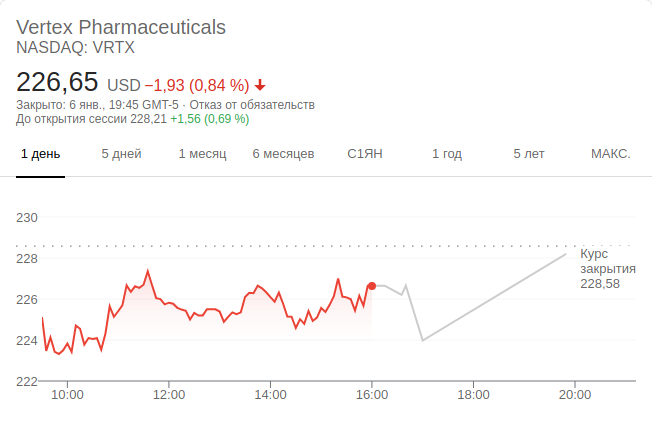 Vertex Pharmaceuticals
NASDAQ: VRTX
226,65 USD −1,93 (0,84 %)
Закрыто: 6 янв., 19:45 GMT-5 · Отказ от обязательств
До открытия сессии 228,21 +1,56 (0,69 %)
1 день 5 дней 1 месяц 6 месяцев С1ЯН 1 год 5 лет МАКС.
230
Курс
закрытия
228,58
228
226
224
222
10:00 12:00 14:00 16:00 18:00 20:00